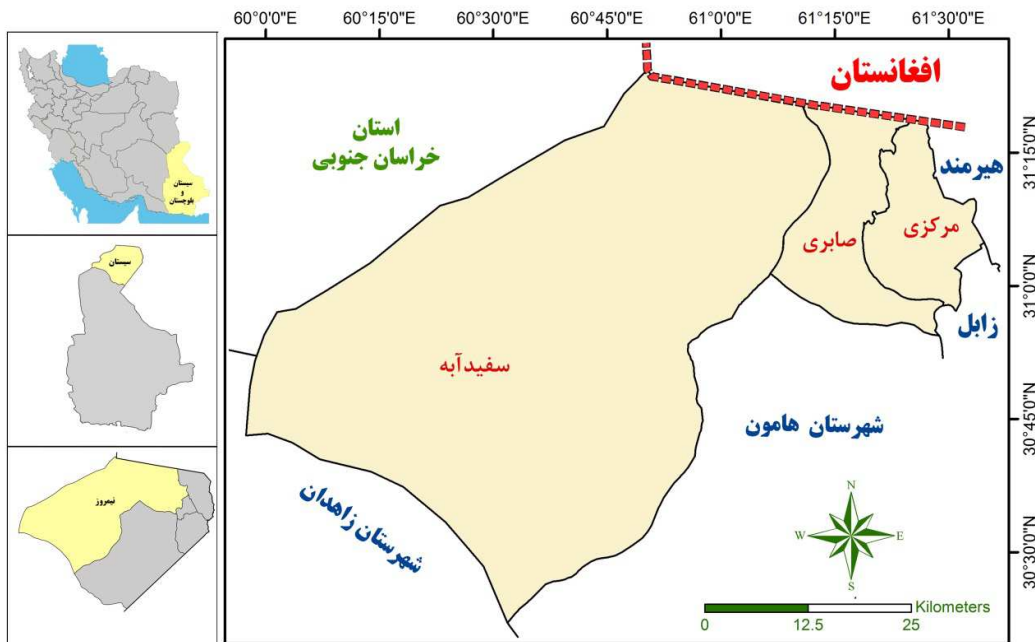 60°0'0"E 60°15'0"E 60°30'0"E 60°45'0"E 61°0'0"E 61°15'0"E 61°30'0"E
افغانستان
استان
خراسان جنوبی
هیرمند
31°15'0"N
مرکزی
صابری
31°0'0"N
زابل
سفیدآبه
30°45'0"N
شهرستان هامون
شهرستان زاهدان
30°30'0"N
N
W E
S
Kilometers
0 12.5 25
سیستان
و
بلوچستان
سیستان
نیمروز